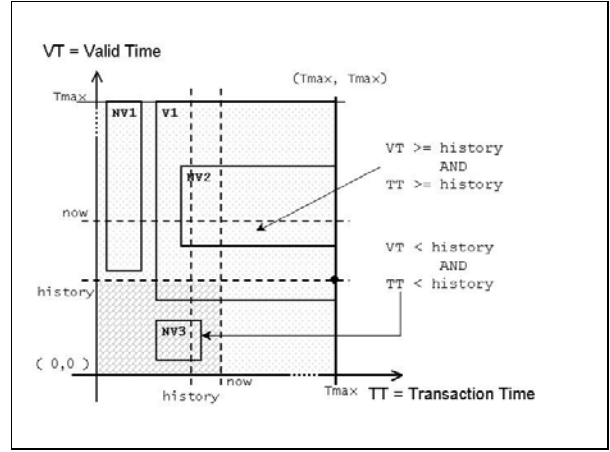 VT = Valid Time
(Tmax, Tmax)
Tmax
NV1
V1
VT >= history
AND
TT >= history
NV2
now
VT < history
AND
TT < history
history
NV3
( 0,0 )
now
history
Tmax
TT = Transaction Time